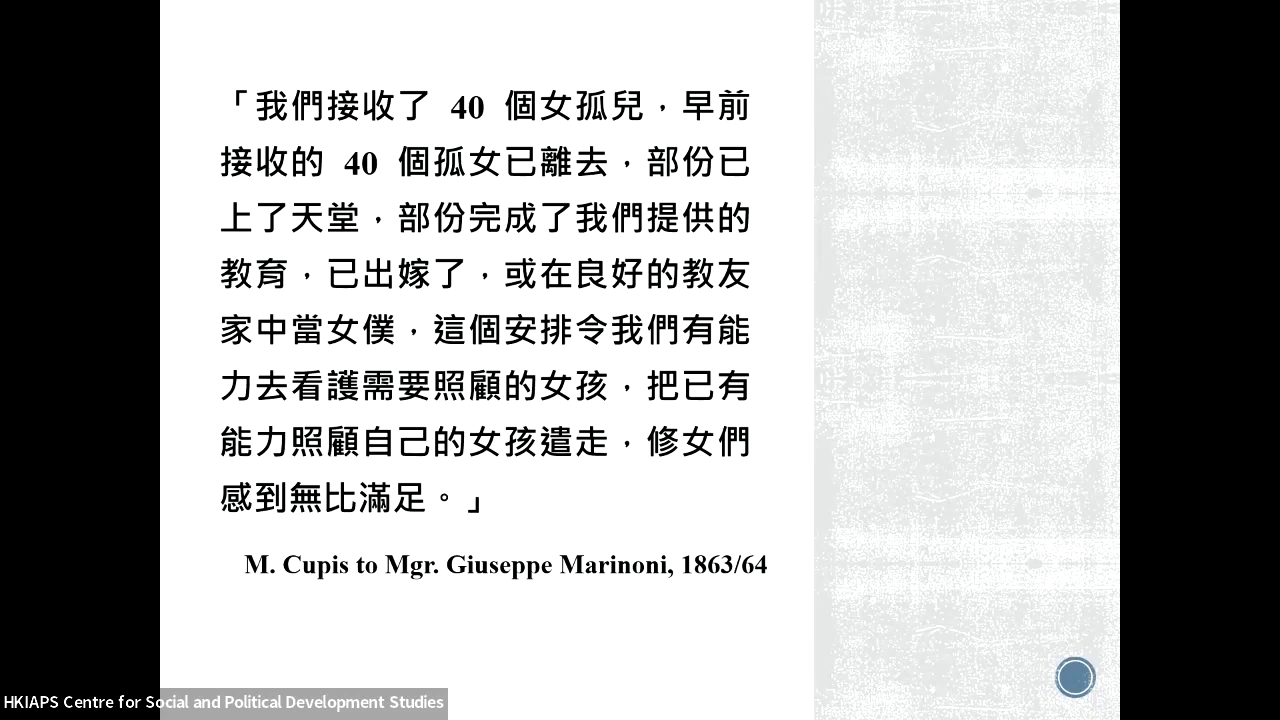 「我們接收了 40 個女孤兒，早前
接收的 40 個孤女已離去，部份已
上了天堂，部份完成了我們提供的
教育，已出嫁了，或在良好的教友
家中當女僕，這個安排令我們有能
力去看護需要照顧的女孩，把已有
能力照顧自己的女孩遣走，修女們
感到無比滿足。」
M. Cupis to Mgr. Giuseppe Marinoni, 1863/64
HKIAPS Centre for Social and Political Development Studies